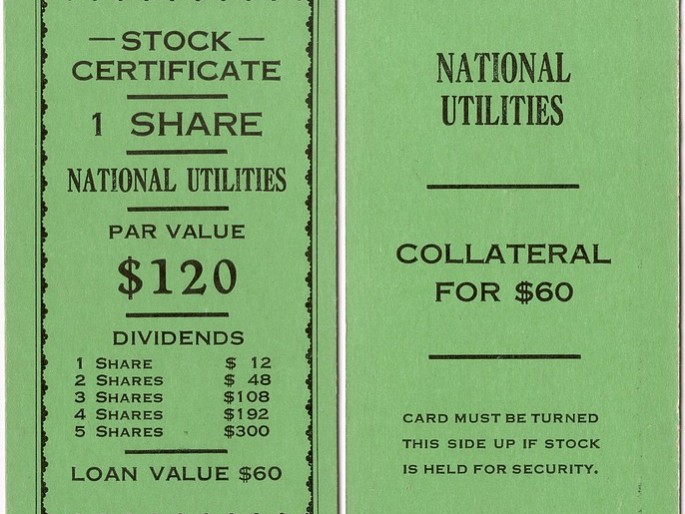 —STOCK—
CERTIFICATE
1 SHARE
NATIONAL UTILITIES
PAR VALUE
$120
DIVIDENDS
1 SHARE $ 12
2 SHARES $ 48
3 SHARES $108
4 SHARES $192
5 SHARES $300
LOAN VALUE $60
NATIONAL
UTILITIES
COLLATERAL
FOR $60
CARD MUST BE TURNED
THIS SIDE UP IF STOCK
IS HELD FOR SECURITY.